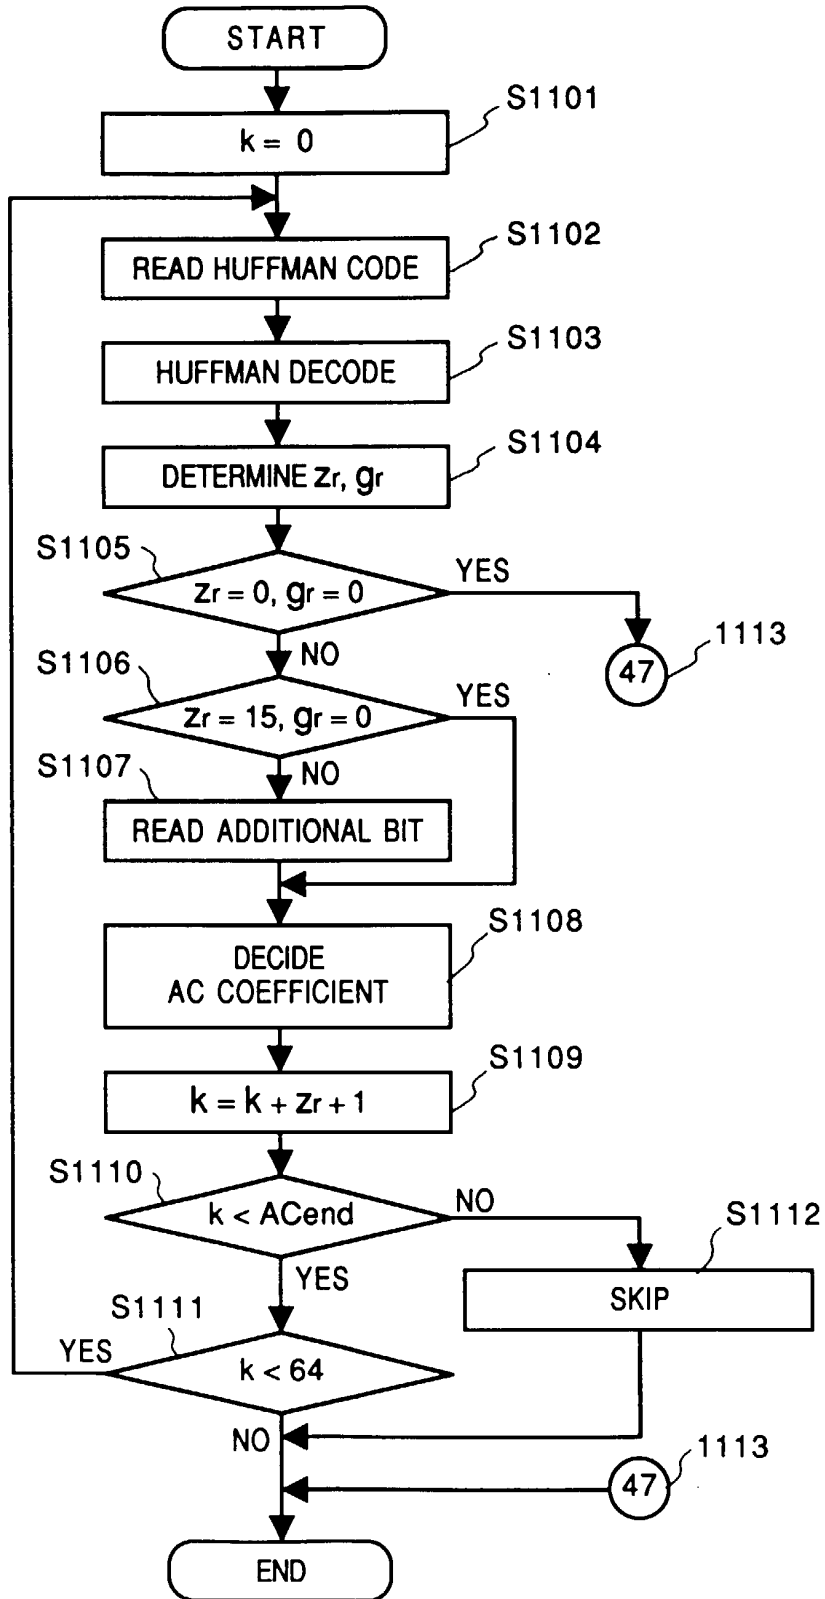 START
S1101
k = 0
S1102
READ HUFFMAN CODE
S1103
HUFFMAN DECODE
S1104
DETERMINE zr, gr
S1105
zr = 0, gr = 0
YES
1113
47
NO
S1106
zr = 15, gr = 0
YES
S1107
NO
READ ADDITIONAL BIT
S1108
DECIDE
AC COEFFICIENT
S1109
k = k + zr + 1
S1110
k < ACend
NO
S1112
SKIP
YES
S1111
YES
k < 64
NO
1113
47
END